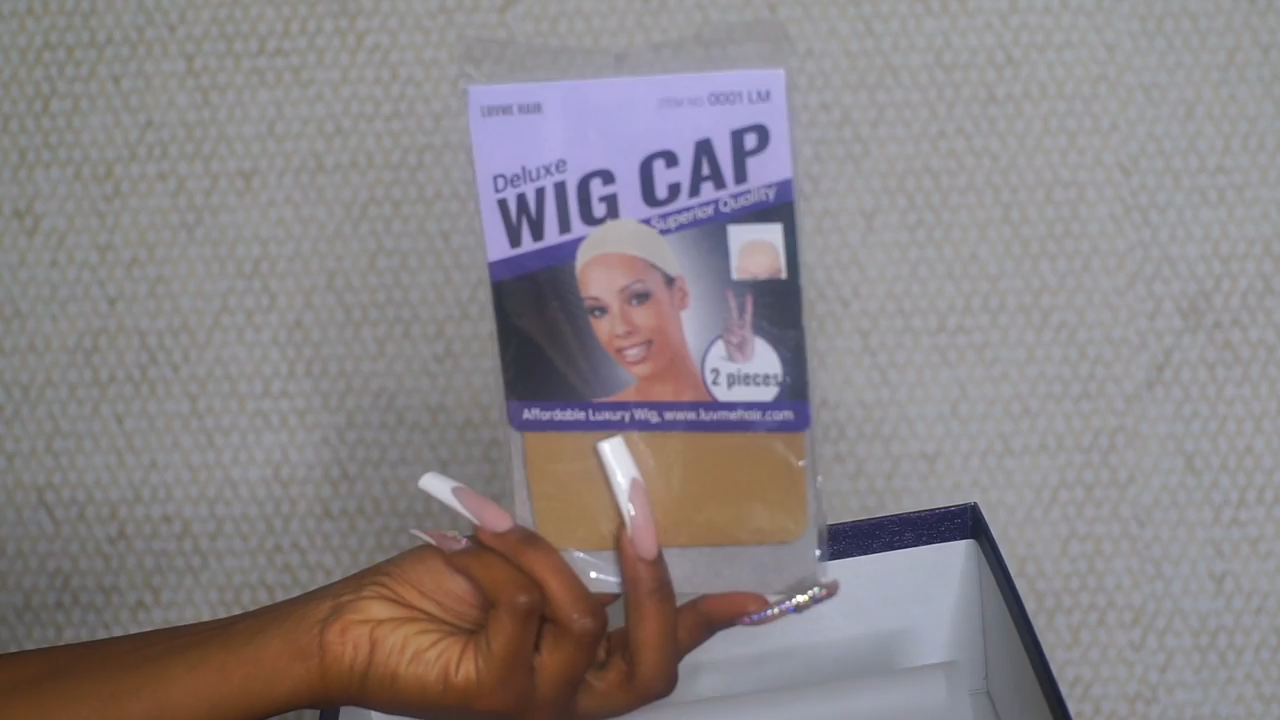 LUVME HAIR
ITEM NO. 0001 LM
Deluxe
WIG CAP
Superior Quality
2 pieces
Affordable Luxury Wig, www.luvmehair.com